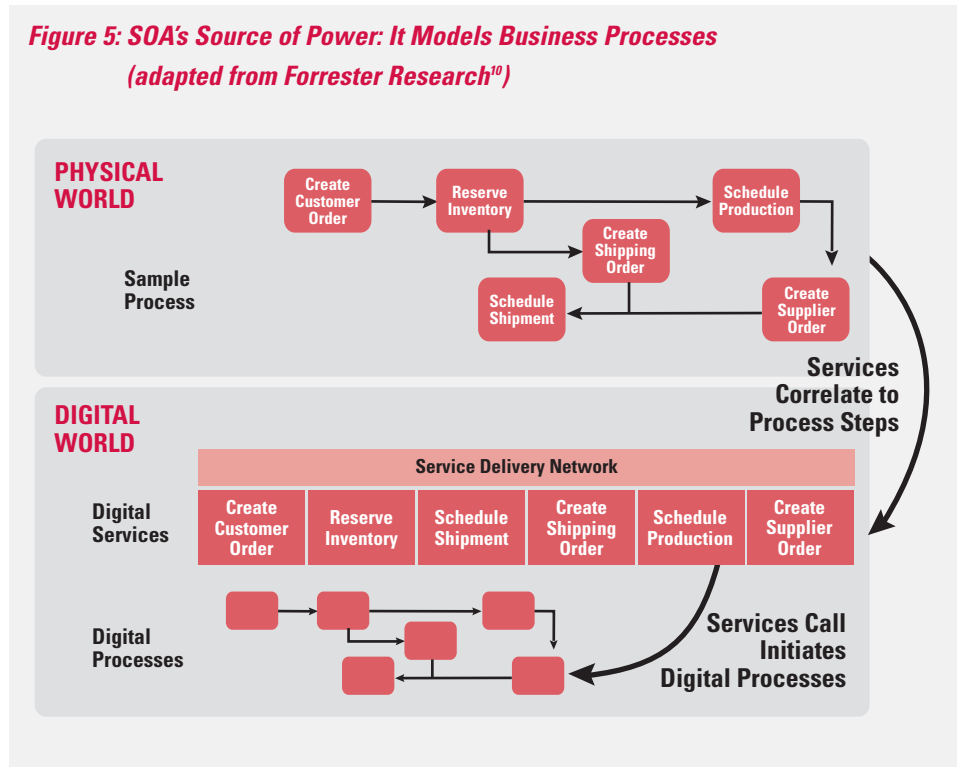 Figure 5: SOA's Source of Power: It Models Business Processes
(adapted from Forrester Research10)
PHYSICAL
WORLD
Sample
Process
Create
Customer
Order
Reserve
Inventory
Schedule
Production
Create
Shipping
Order
Schedule
Shipment
Create
Supplier
Order
Services
Correlate to
Process Steps
DIGITAL
WORLD
Service Delivery Network
Digital
Services
Create
Customer
Order
Reserve
Inventory
Schedule
Shipment
Create
Shipping
Order
Schedule
Production
Create
Supplier
Order
Digital
Processes
Services Call
Initiates
Digital Processes